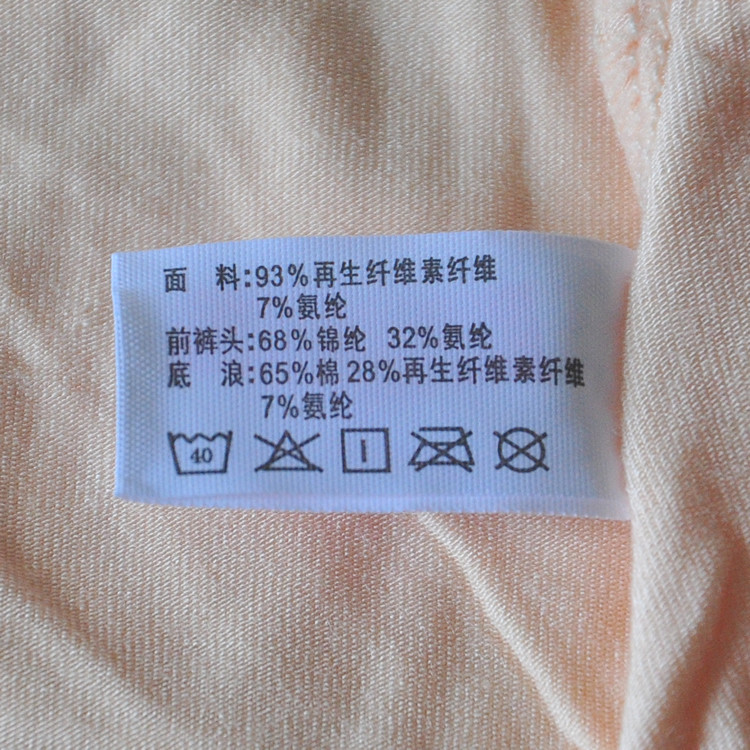 面 料:93%再生纤维素纤维
7%氨纶
前裤头:68%锦纶 32%氨纶
底 浪:65%棉 28%再生纤维素纤维
7%氨纶
40